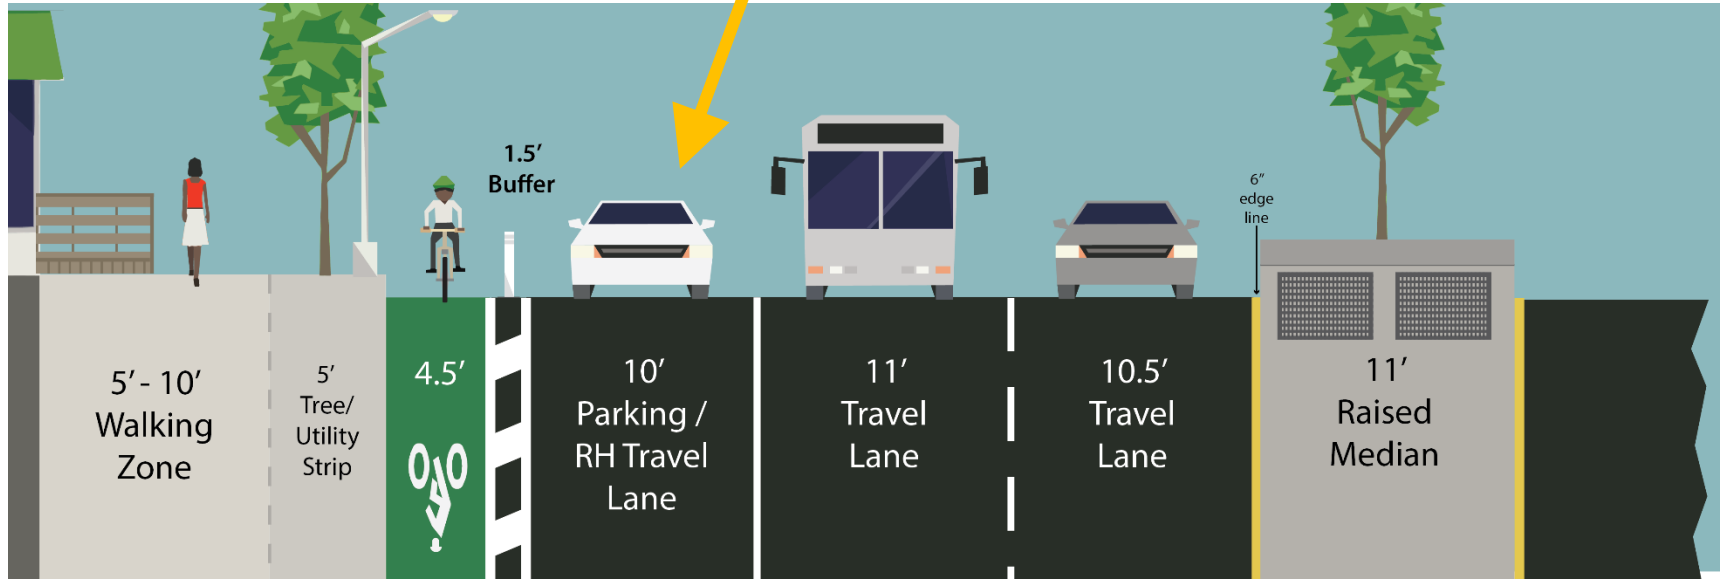 5’ - 10’
Walking
Zone
5’
Tree/
Utility
Strip
4.5’
1.5’
Buffer
10’
Parking /
RH Travel
Lane
11’
Travel
Lane
10.5’
Travel
Lane
6”
edge
line
11’
Raised
Median